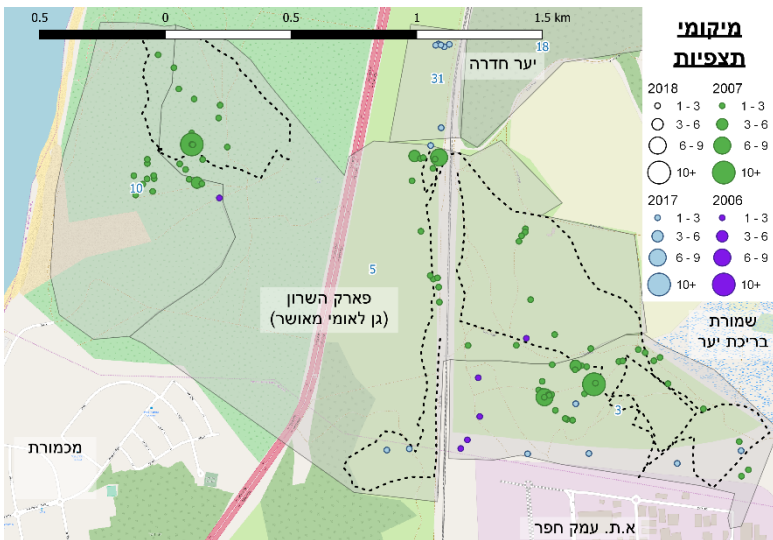 0.5 0 0.5 1 1.5 km
מיקומי
תצפיות
2018 2007
1 - 3 1 - 3
3 - 6 3 - 6
6 - 9 6 - 9
10+ 10+
2017 2006
1 - 3 1 - 3
3 - 6 3 - 6
6 - 9 6 - 9
10+ 10+
18
יער חדרה
31
10
5
פארק השרון
(גן לאומי מאושר)
שמורת
בריכת יער
3
מכמורת
א.ת. עמק חפר